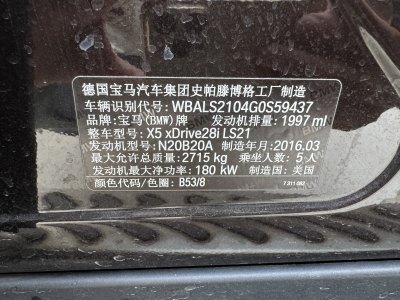 德国宝马汽车集团史帕滕博格工厂制造
车辆识别代号: WBALS2104G0S59437
品牌: 宝马(BMW)牌 发动机排量: 1997 ml
整车型号: X5 xDrive28i LS21
发动机型号: N20B20A 制造年月: 2016.03
最大允许总质量: 2715 kg 乘坐人数: 5人
发动机最大净功率: 180 kW 制造国: 美国
颜色代码/色圈: B53/8